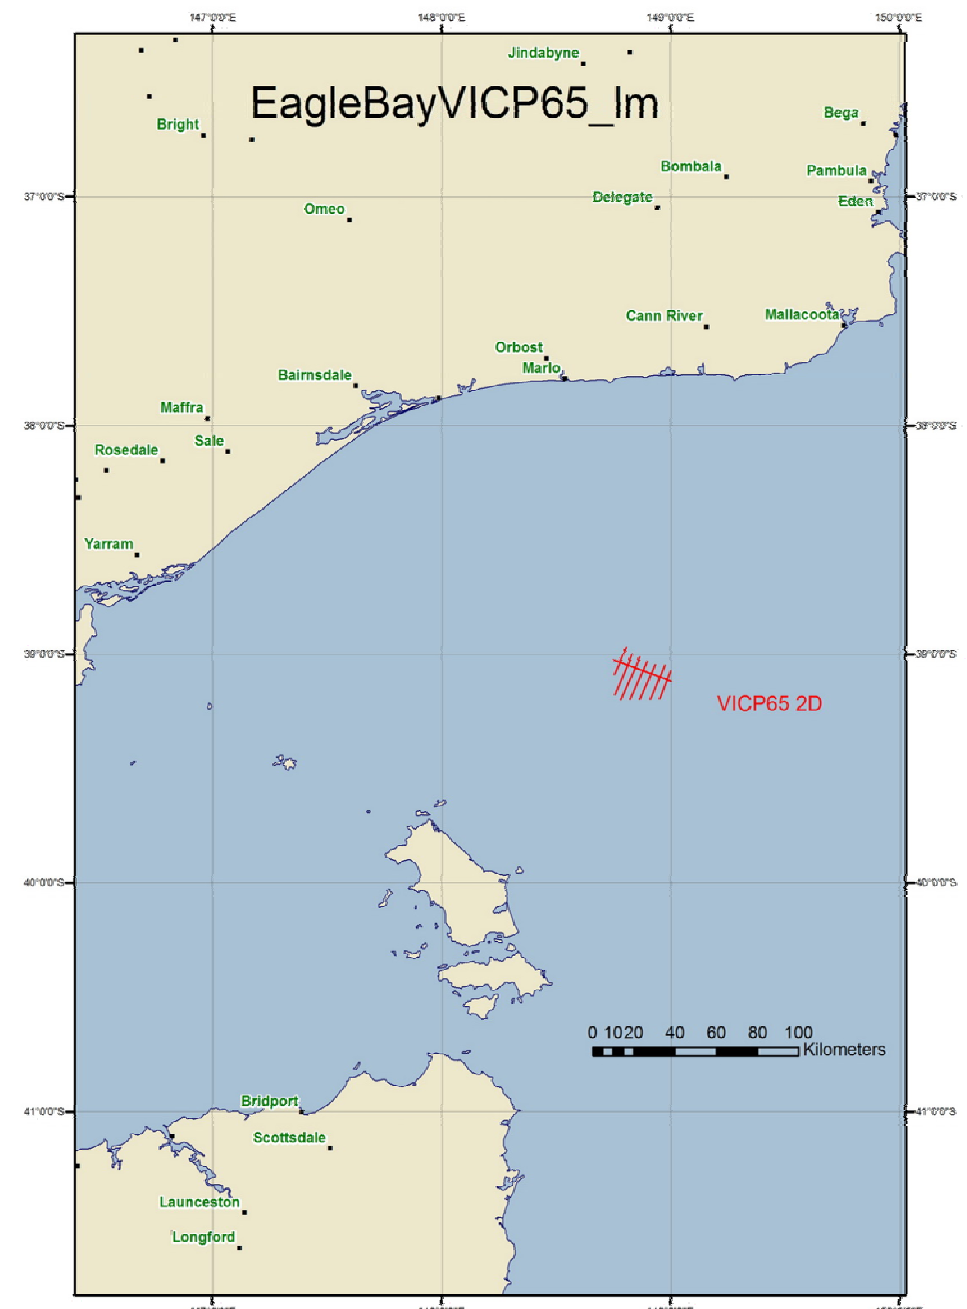 147°0'0"E 148°0'0"E 149°0'0"E 150°0'0"E
Jindabyne
EagleBayVICP65_lm
Bega
Bright
Bombala
Pambula
37°0'0"S 37°0'0"S
Delegate
Eden
Omeo
Cann River
Mallacoota
Orbost
Marlo
Bairnsdale
Maffra
38°0'0"S 38°0'0"S
Sale
Rosedale
Yarram
39°0'0"S 39°0'0"S
VICP65 2D
40°0'0"S 40°0'0"S
0 10 20 40 60 80 100
Kilometers
Bridport
41°0'0"S 41°0'0"S
Scottsdale
Launceston
Longford